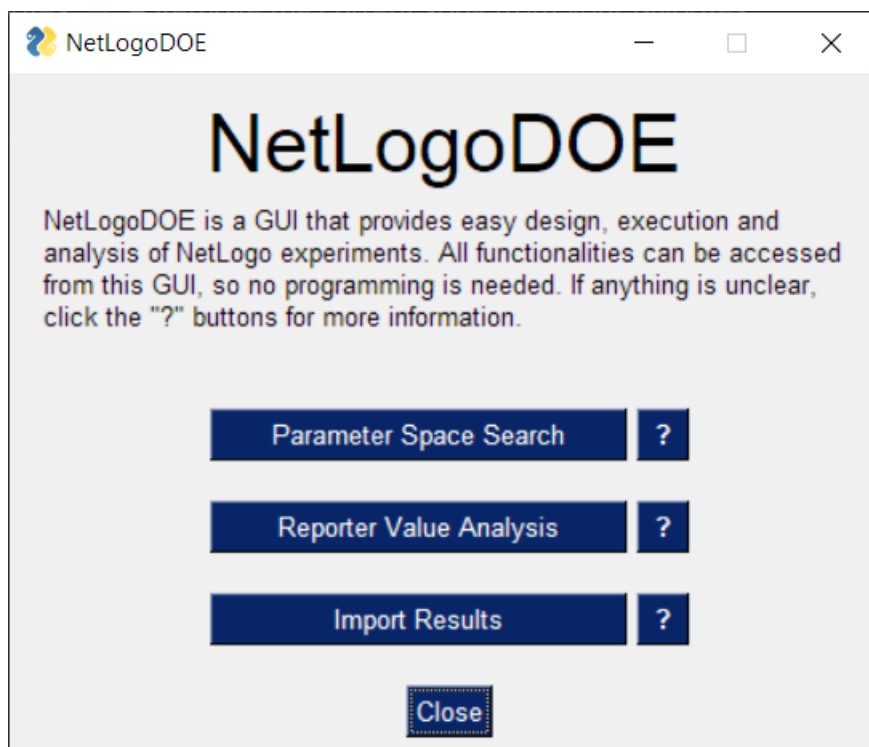 NetLogoDOE
NetLogoDOE
NetLogoDOE is a GUI that provides easy design, execution and
analysis of NetLogo experiments. All functionalities can be accessed
from this GUI, so no programming is needed. If anything is unclear,
click the "?" buttons for more information.
Parameter Space Search ?
Reporter Value Analysis ?
Import Results ?
Close